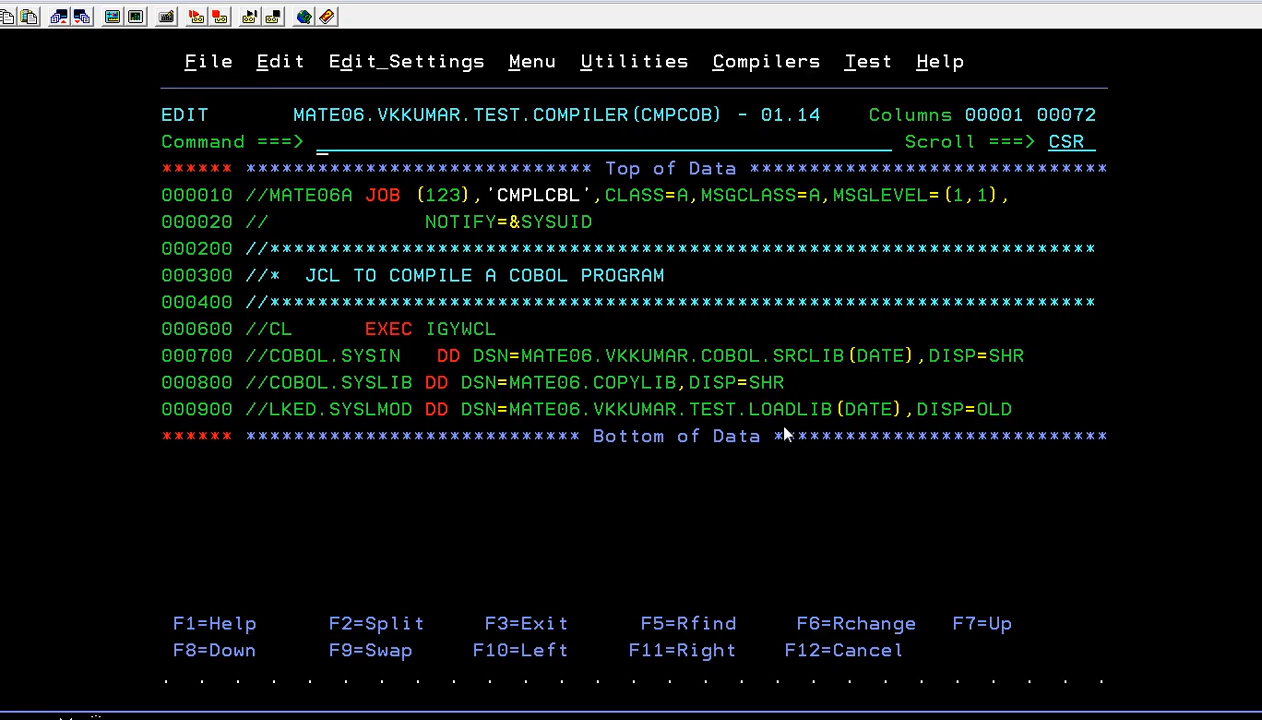 File Edit Edit_Settings Menu Utilities Compilers Test Help
EDIT MATE06.VKKUMAR.TEST.COMPILER(CMPCOB) - 01.14 Columns 00001 00072
Command ===> Scroll ===> CSR
****** ***************************** Top of Data ******************************
000010 //MATE06A JOB (123),'CMPLCBL',CLASS=A,MSGCLASS=A,MSGLEVEL=(1,1),
000020 // NOTIFY=&SYSUID
000200 //*********************************************************************
000300 //* JCL TO COMPILE A COBOL PROGRAM
000400 //*********************************************************************
000600 //CL EXEC IGYWCL
000700 //COBOL.SYSIN DD DSN=MATE06.VKKUMAR.COBOL.SRCLIB(DATE),DISP=SHR
000800 //COBOL.SYSLIB DD DSN=MATE06.COPYLIB,DISP=SHR
000900 //LKED.SYSLMOD DD DSN=MATE06.VKKUMAR.TEST.LOADLIB(DATE),DISP=OLD
****** **************************** Bottom of Data ****************************
F1=Help F2=Split F3=Exit F5=Rfind F6=Rchange F7=Up
F8=Down F9=Swap F10=Left F11=Right F12=Cancel